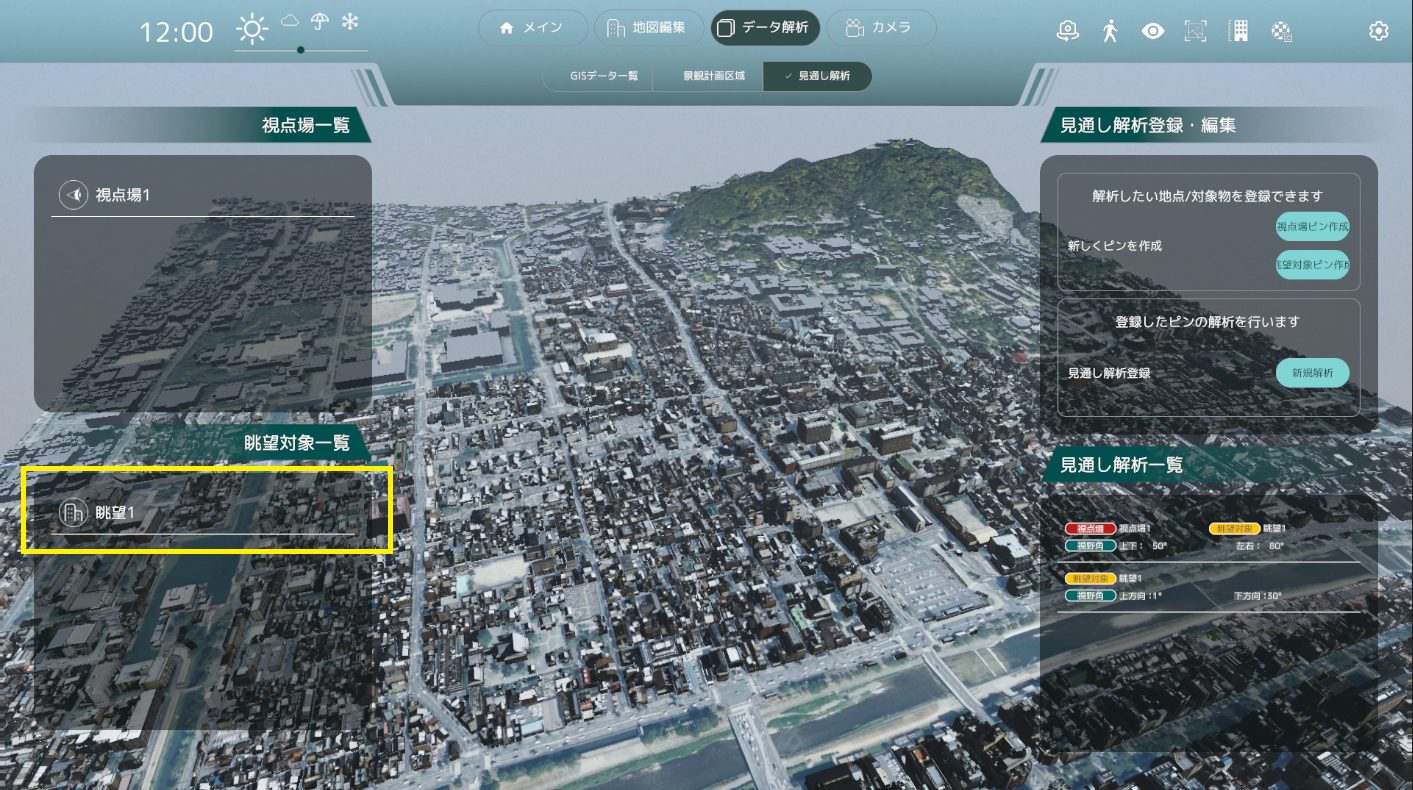 12:00
メイン
地図編集
データ解析
カメラ
GISデータ一覧
景観計画区域
✓ 見通し解析
視点場一覧
視点場1
眺望対象一覧
眺望1
見通し解析登録・編集
解析したい地点/対象物を登録できます
新しくピンを作成
視点場ピン作成
眺望対象ピン作成
登録したピンの解析を行います
見通し解析登録
新規解析
見通し解析一覧
視点場 視点場1 眺望対象 眺望1
視野角 上下: 50° 左右: 80°
眺望対象 眺望1
視野角 上方向:1° 下方向:30°